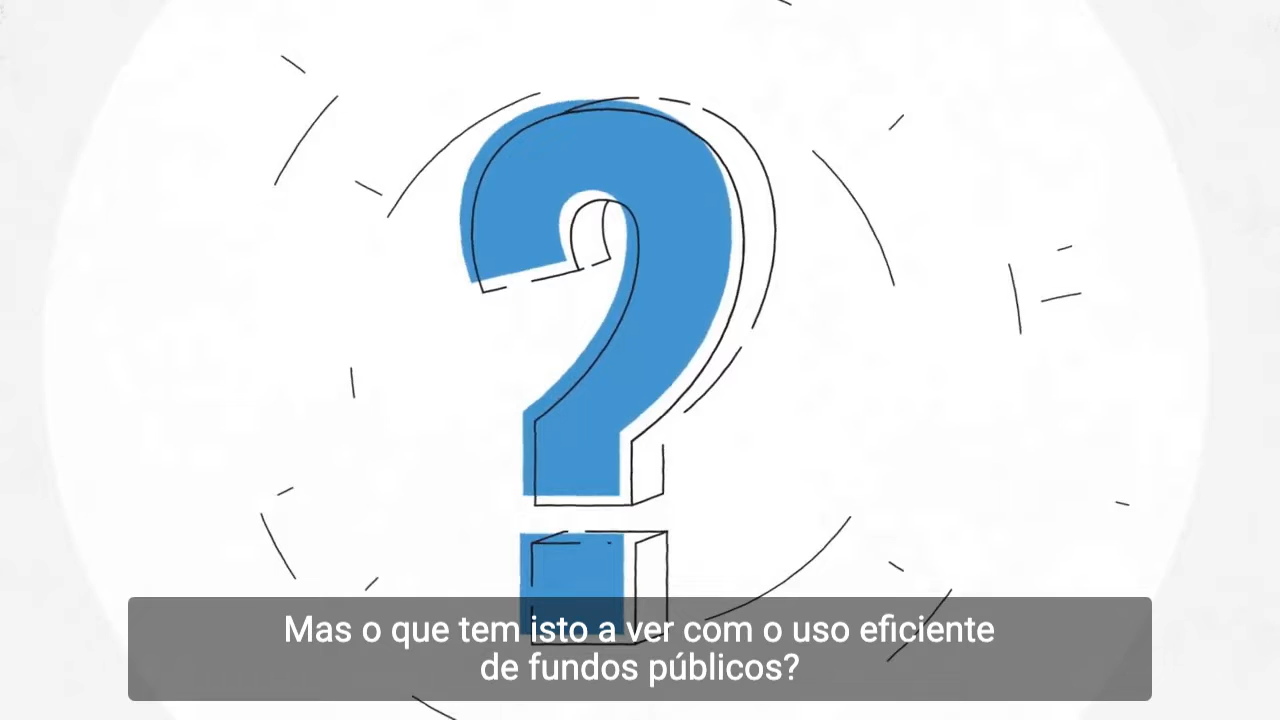 Mas o que tem isto a ver com o uso eficiente
de fundos públicos?